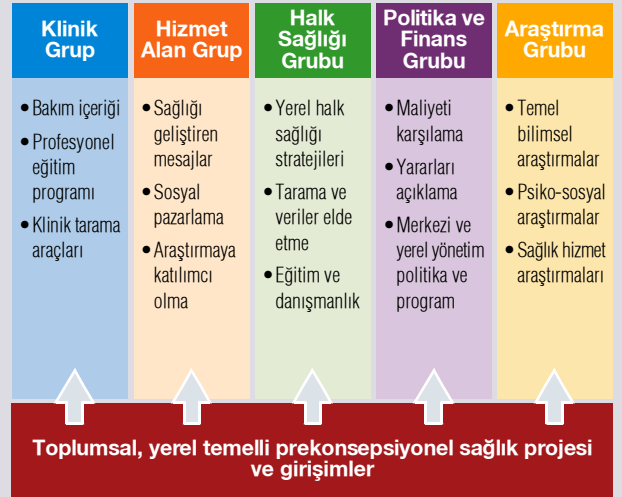 Klinik
Grup
• Bakım içeriği
• Profesyonel
eğitim
programı
• Klinik tarama
araçları
Hizmet
Alan Grup
• Sağlığı
geliştiren
mesajlar
• Sosyal
pazarlama
• Araştırmaya
katılımcı
olma
Halk
Sağlığı
Grubu
• Yerel halk
sağlığı
stratejileri
• Tarama ve
veriler elde
etme
• Eğitim ve
danışmanlık
Politika ve
Finans
Grubu
• Maliyeti
karşılama
• Yararları
açıklama
• Merkezi ve
yerel yönetim
politika ve
program
Araştırma
Grubu
• Temel
bilimsel
araştırmalar
• Psiko-sosyal
araştırmalar
• Sağlık hizmet
araştırmaları
Toplumsal, yerel temelli prekonsepsiyonel sağlık projesi
ve girişimler